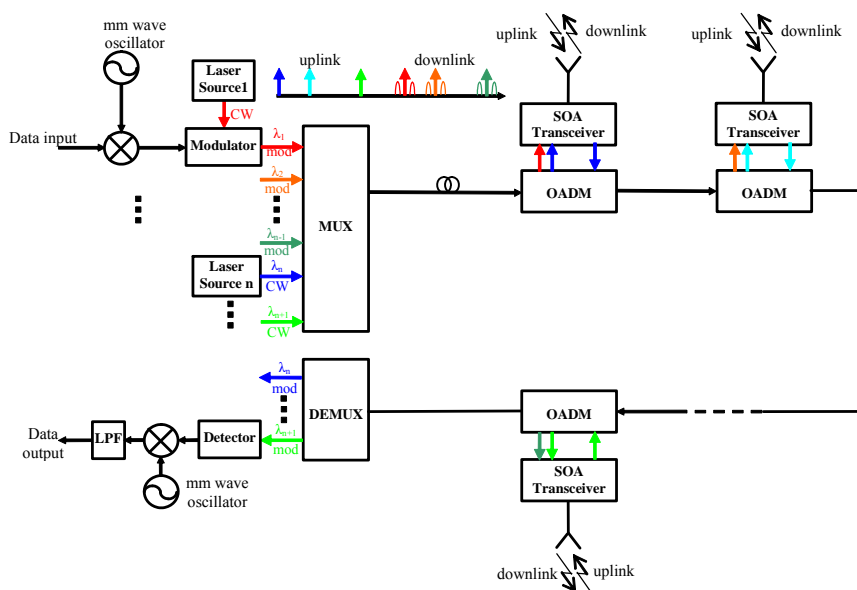 mm wave
oscillator
Laser
Source1
CW
Data input
Modulator
λ1
mod
λ2
mod
λn-1
mod
Laser
Source n
λn
CW
λn+1
CW
MUX
uplink
downlink
uplink
downlink
SOA
Transceiver
OADM
uplink
downlink
SOA
Transceiver
OADM
λn
mod
λn+1
mod
DEMUX
Data
output
LPF
Detector
mm wave
oscillator
OADM
SOA
Transceiver
downlink
uplink